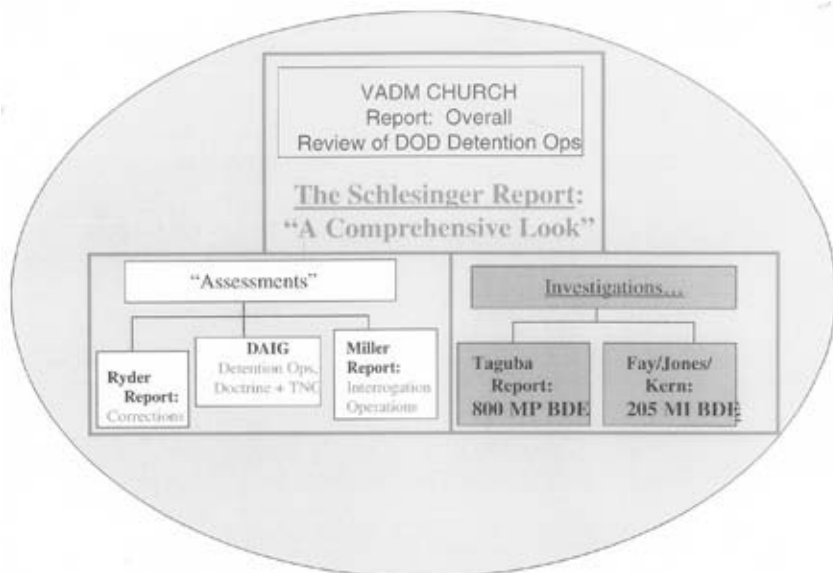 VADM CHURCH
Report: Overall
Review of DOD Detention Ops
The Schlesinger Report:
“A Comprehensive Look”
“Assessments”
Ryder
Report:
Corrections
DAIG
Detention Ops,
Doctrine + TNG
Miller
Report:
Interrogation
Operations
Investigations…
Taguba
Report:
800 MP BDE
Fay/Jones/
Kern:
205 MI BDE